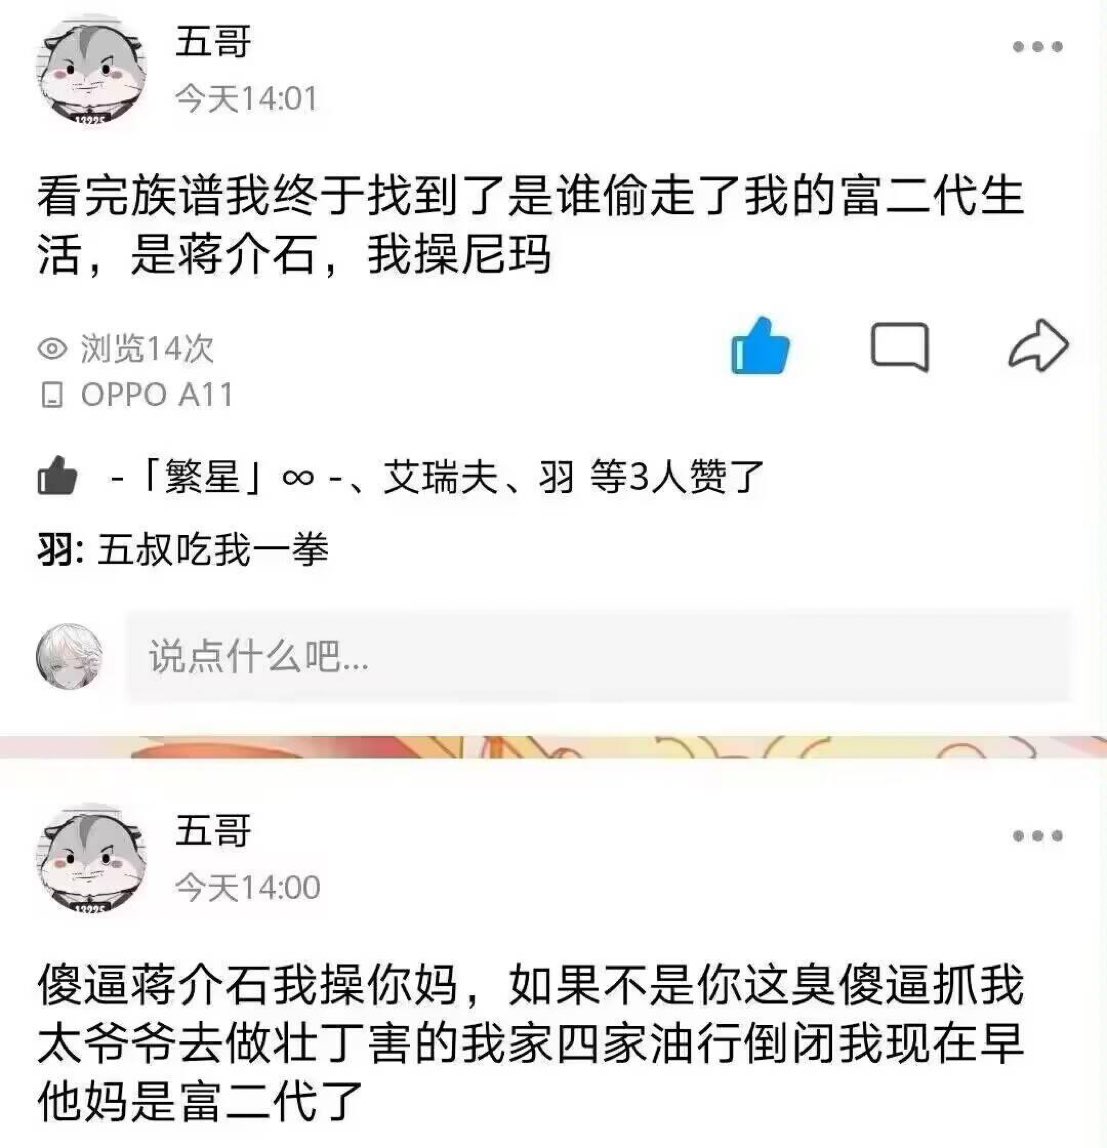 五哥
今天14:01
看完族谱我终于找到了是谁偷走了我的富二代生
活，是蒋介石，我操尼玛
浏览14次
OPPO A11
-「繁星」∞ -、艾瑞夫、羽 等3人赞了
羽: 五叔吃我一拳
说点什么吧...
五哥
今天14:00
傻逼蒋介石我操你妈，如果不是你这臭傻逼抓我
太爷爷去做壮丁害的我家四家油行倒闭我现在早
他妈是富二代了